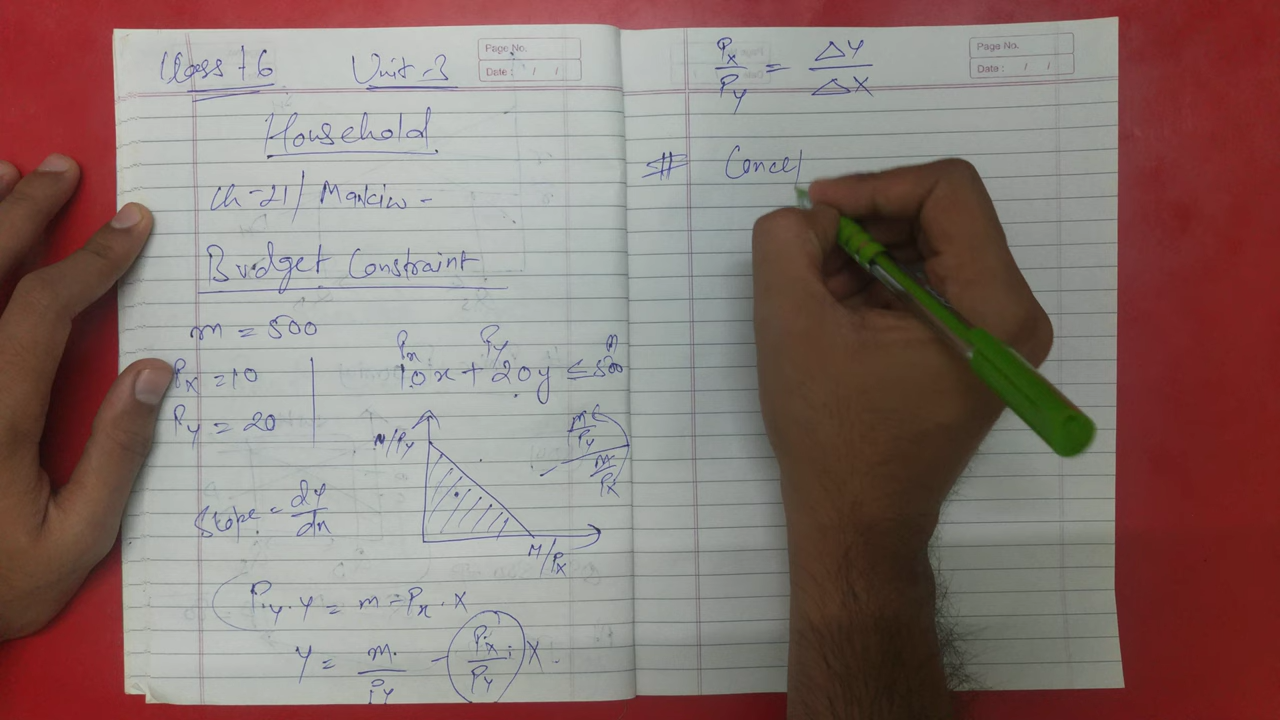 Class +6 Unit-3
Page No.
Date : / /
Household
Ch-21/ Mankiw -
Budget Constraint
m = 500
Px = 10
Py = 20
Px Py m
10x + 20y ≤ 500
M/Py
m/Py
m/Px
Slope = dy/dx
M/Px
Py.Y = m = Px.X
Y = m/Py - Px/Py . X
Page No.
Date : / /
Px/Py = ΔY/ΔX
# Concep